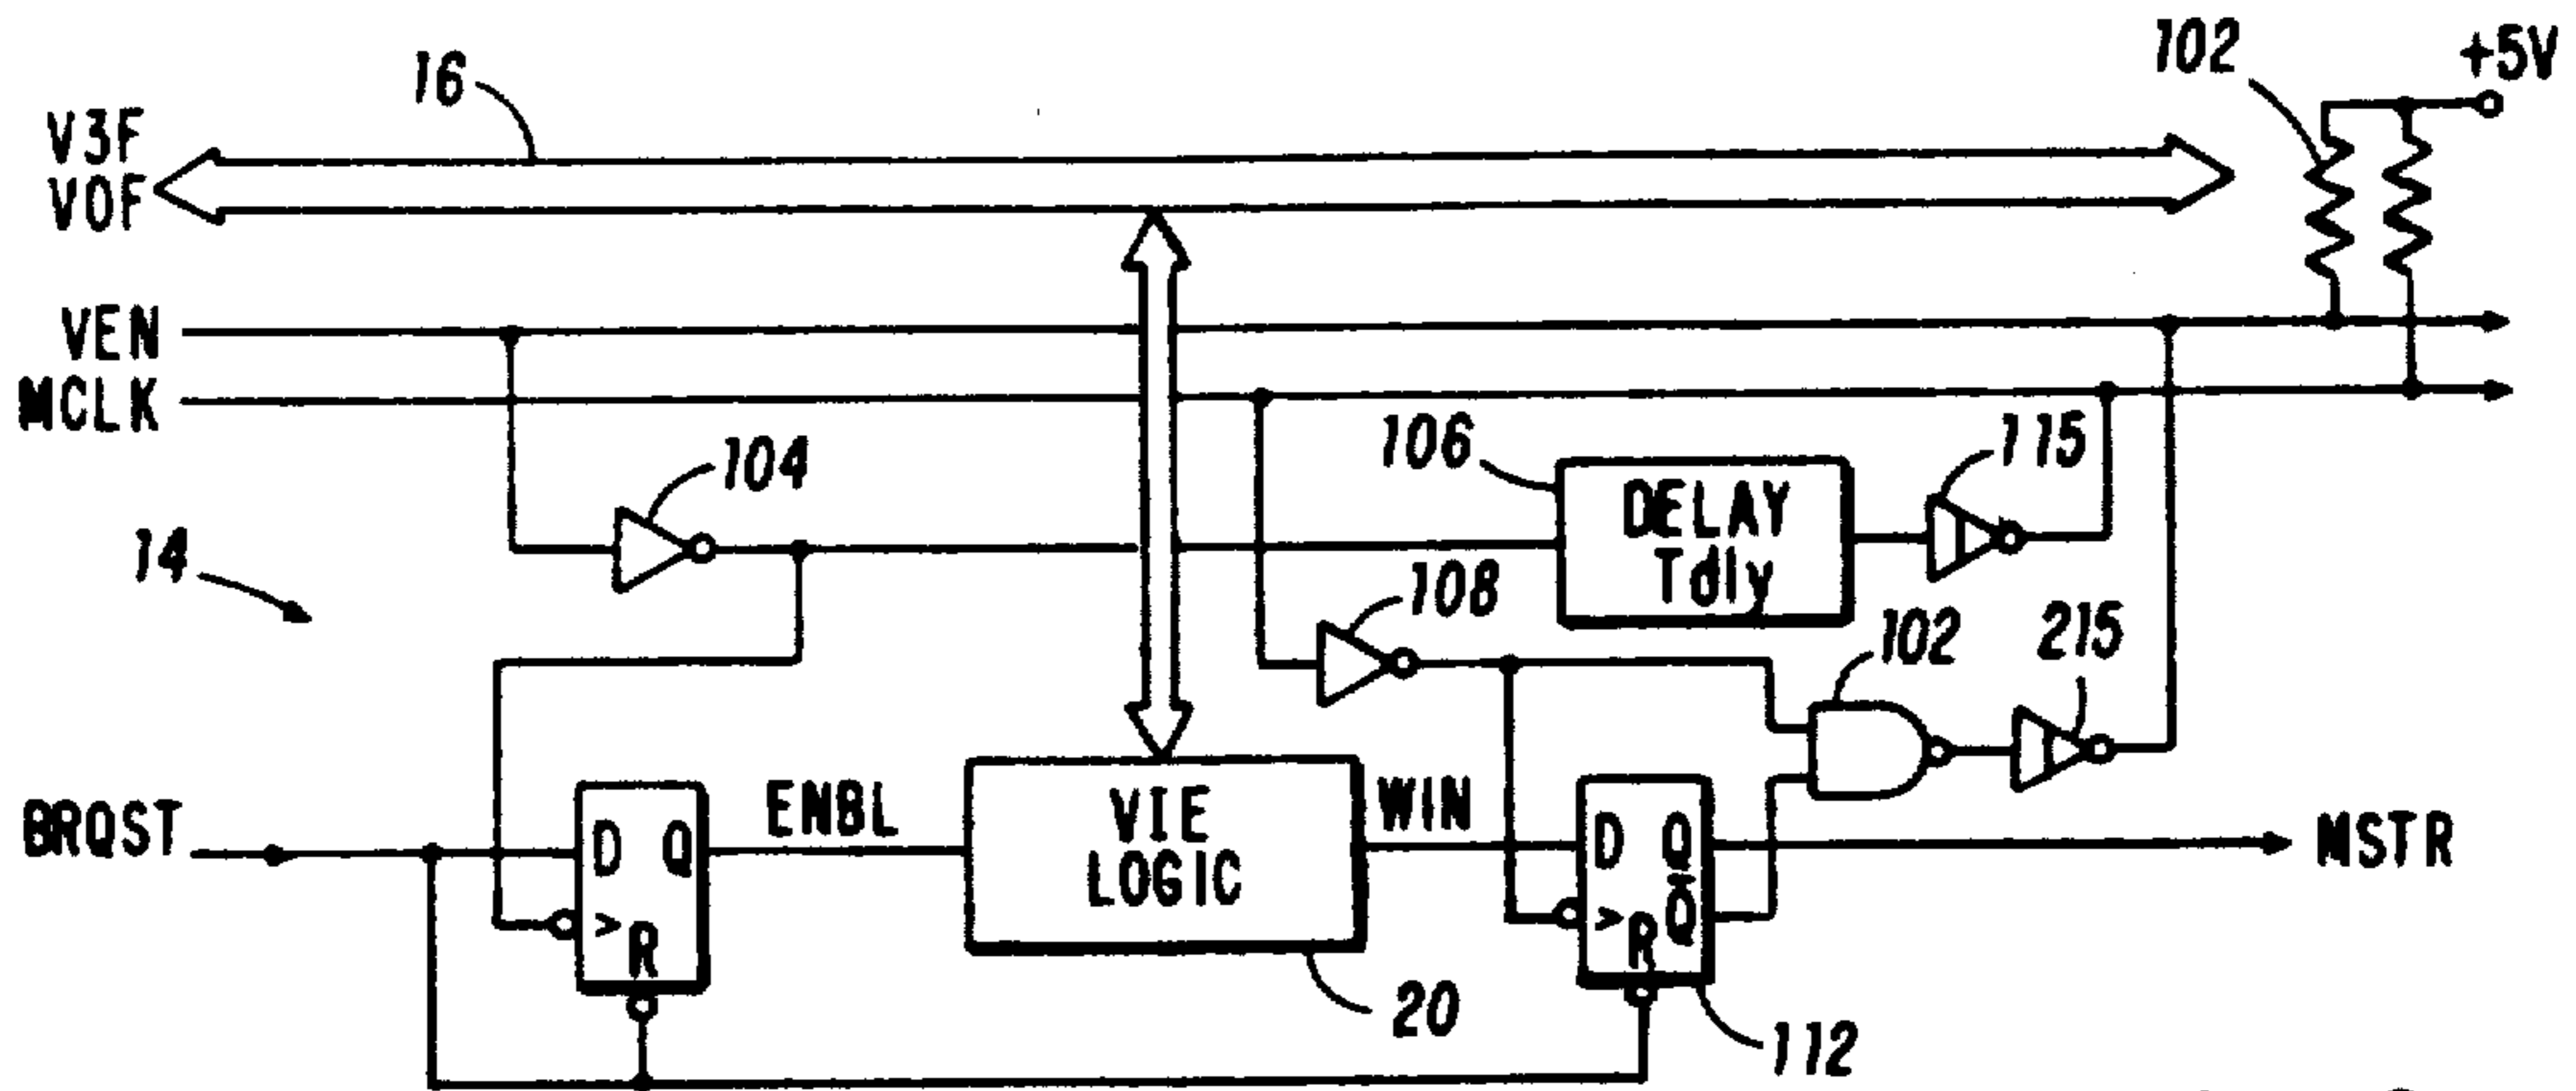 102
+5V
16
V3F
V0F
VEN
MCLK
104
106
DELAY
Tdly
115
14
108
102
215
BRQST
D Q
> R
ENBL
VIE
LOGIC
WIN
D Q
> R Q̅
MSTR
20
112